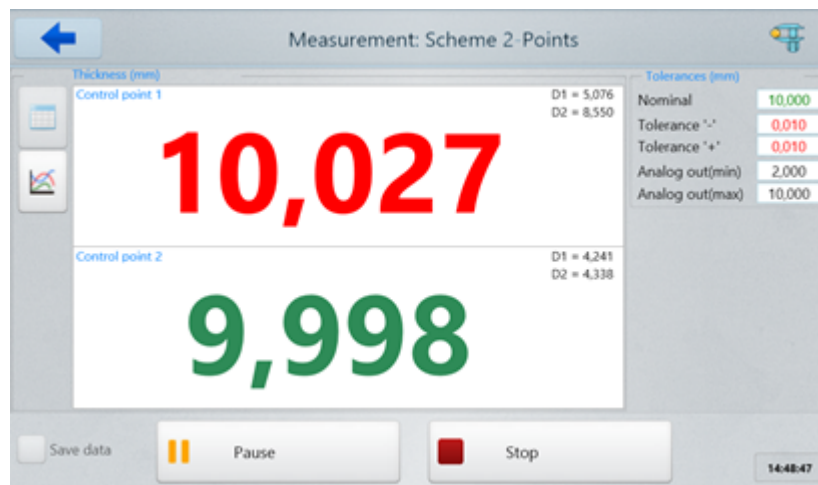 Measurement: Scheme 2-Points
Thickness (mm)
Control point 1
D1 = 5,076
D2 = 8,550
10,027
Control point 2
D1 = 4,241
D2 = 4,338
9,998
Tolerances (mm)
Nominal 10,000
Tolerance '-' 0,010
Tolerance '+' 0,010
Analog out(min) 2,000
Analog out(max) 10,000
Save data
Pause
Stop
14:48:47